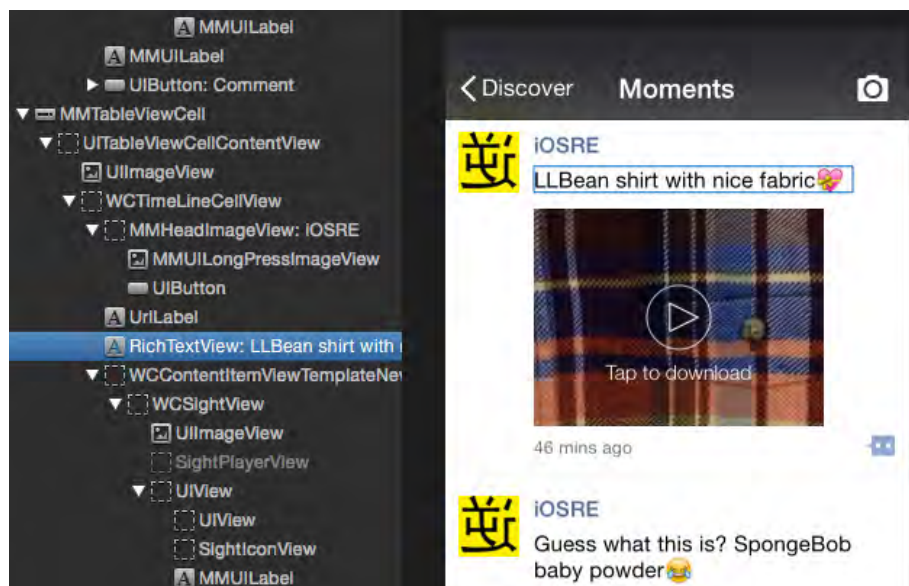 MMUILabel
MMUILabel
UIButton: Comment
MMTableViewCell
UITableViewCellContentView
UIImageView
WCTimeLineCellView
MMHeadImageView: iOSRE
MMUILongPressImageView
UIButton
UrlLabel
RichTextView: LLBean shirt with
WCContentItemViewTemplateNe
WCSightView
UIImageView
SightPlayerView
UIView
UIView
SightIconView
MMUILabel
Discover
Moments
iOSRE
LLBean shirt with nice fabric💝
Tap to download
46 mins ago
iOSRE
Guess what this is? SpongeBob
baby powder😂